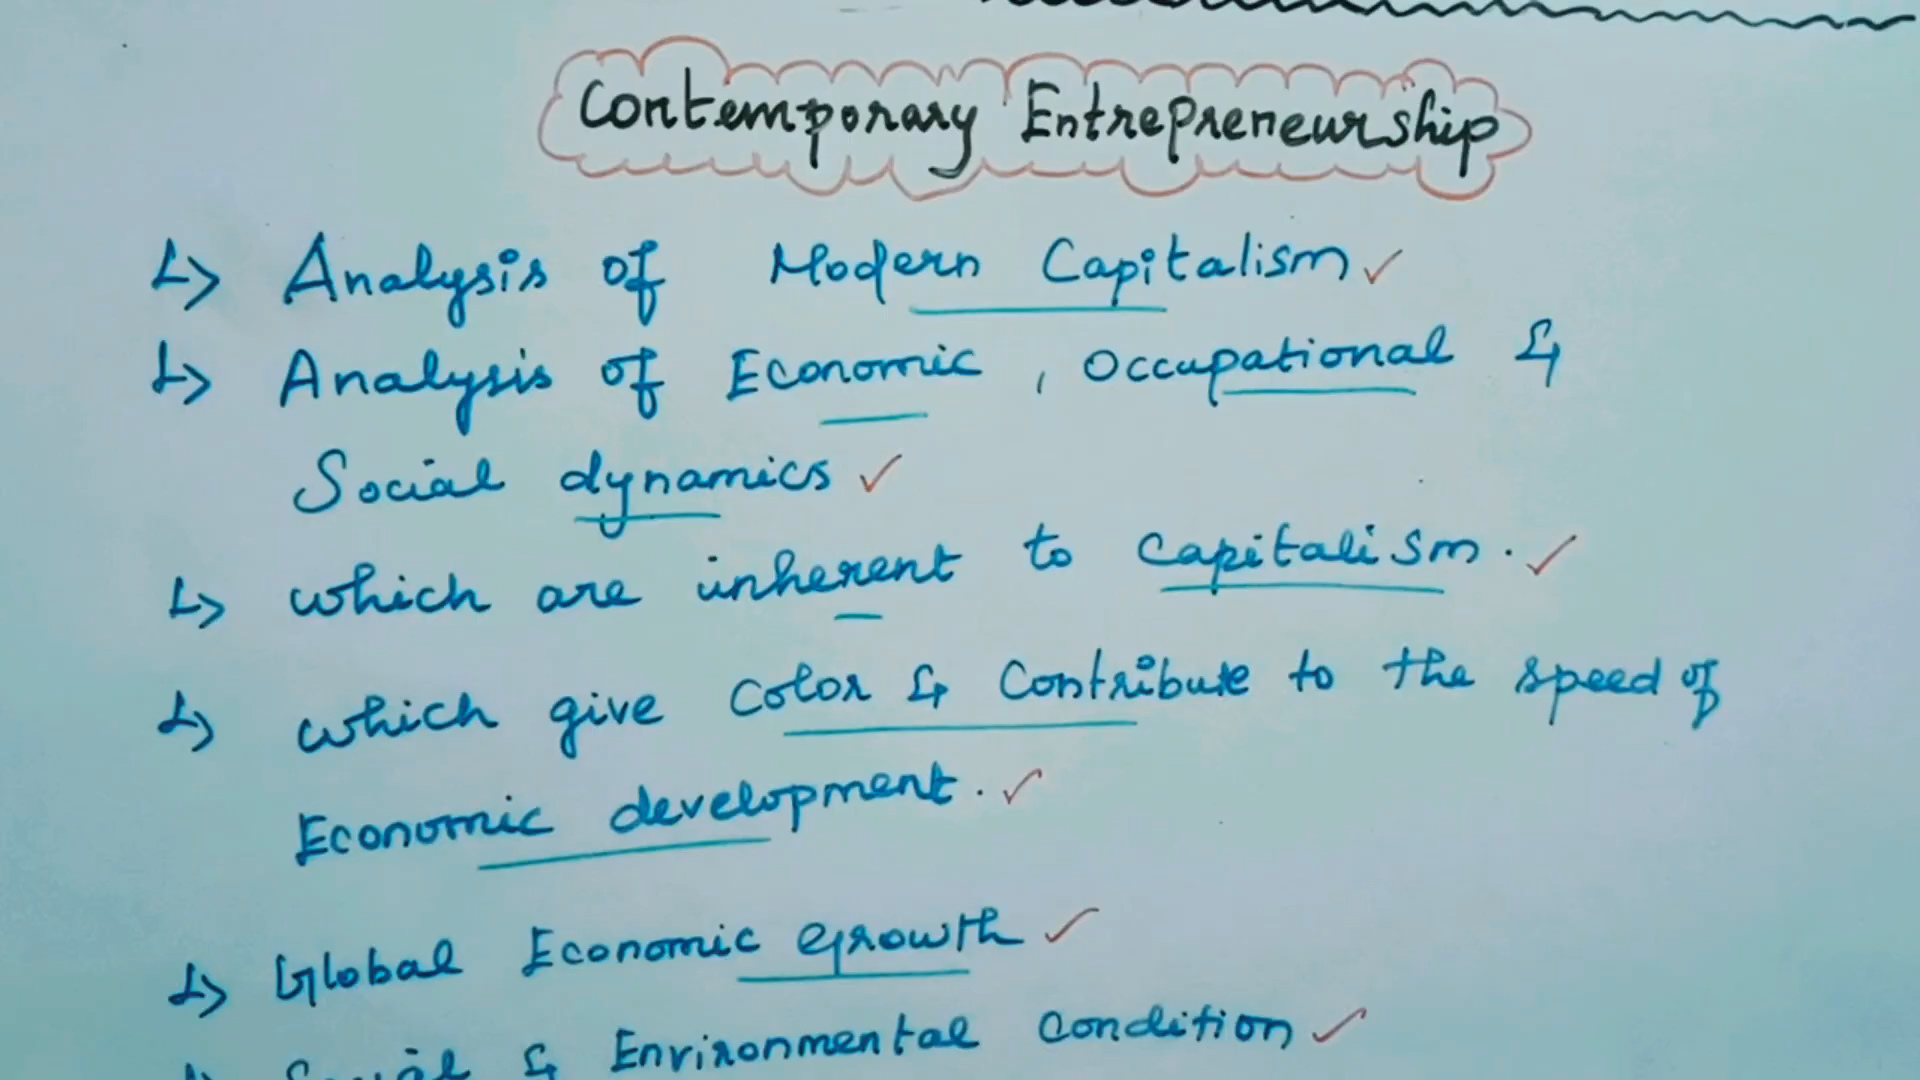 Contemporary Entrepreneurship
↳ Analysis of Modern Capitalism ✓
↳ Analysis of Economic, Occupational &
Social dynamics ✓
↳ which are inherent to capitalism. ✓
↳ which give color & contribute to the speed of
Economic development. ✓
↳ Global Economic growth ✓
↳ Social & Environmental condition ✓